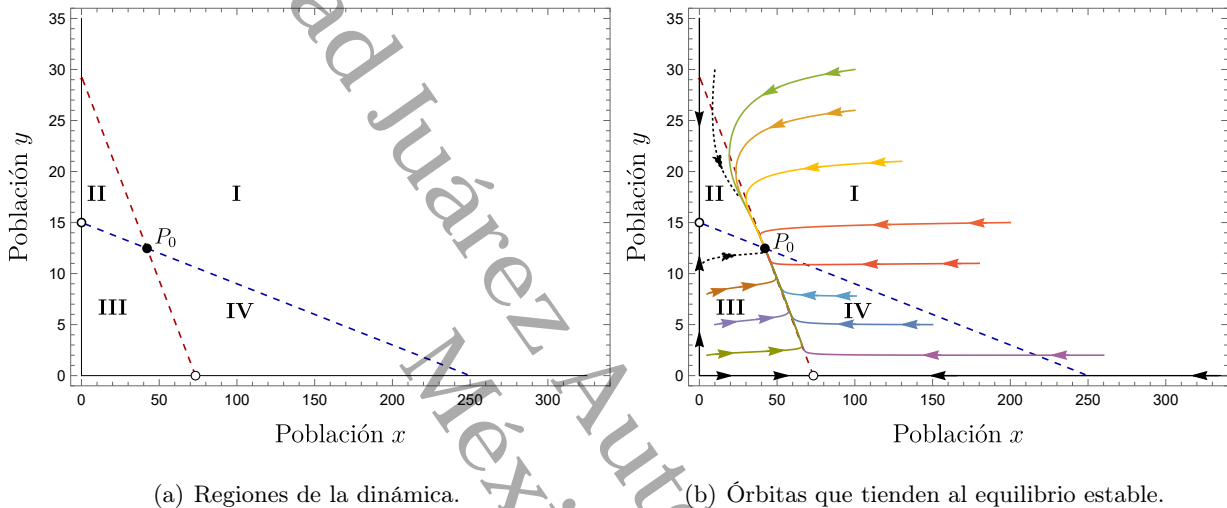 35
30
25
20
15
10
5
0
Población y
II
I
III
IV
P0
0 50 100 150 200 250 300
Población x
(a) Regiones de la dinámica.
35
30
25
20
15
10
5
0
Población y
II
I
III
IV
P0
0 50 100 150 200 250 300
Población x
(b) Órbitas que tienden al equilibrio estable.
ad Juárez Auto
Méxi